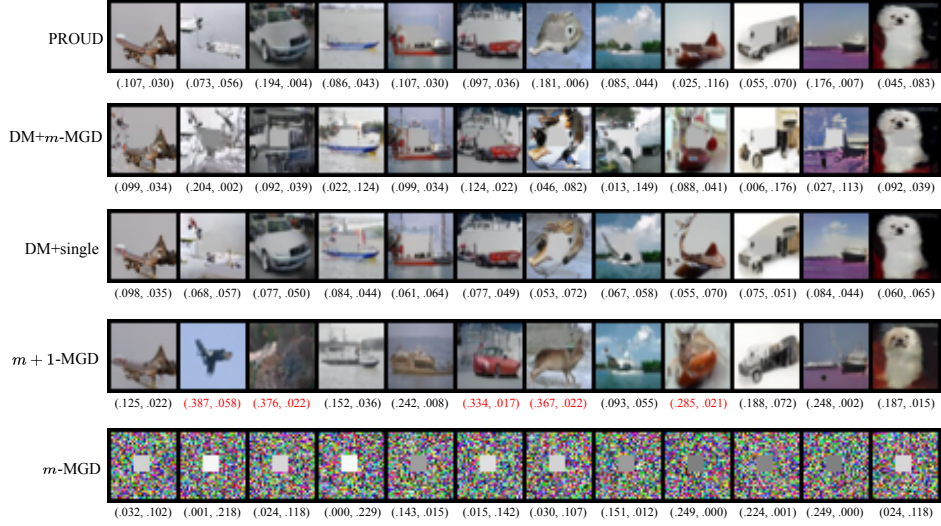 PROUD
(.107, .030) (.073, .056) (.194, .004) (.086, .043) (.107, .030) (.097, .036) (.181, .006) (.085, .044) (.025, .116) (.055, .070) (.176, .007) (.045, .083)
DM+m-MGD
(.099, .034) (.204, .002) (.092, .039) (.022, .124) (.099, .034) (.124, .022) (.046, .082) (.013, .149) (.088, .041) (.006, .176) (.027, .113) (.092, .039)
DM+single
(.098, .035) (.068, .057) (.077, .050) (.084, .044) (.061, .064) (.077, .049) (.053, .072) (.067, .058) (.055, .070) (.075, .051) (.084, .044) (.060, .065)
m + 1-MGD
(.125, .022) (.387, .058) (.376, .022) (.152, .036) (.242, .008) (.334, .017) (.367, .022) (.093, .055) (.285, .021) (.188, .072) (.248, .002) (.187, .015)
m-MGD
(.032, .102) (.001, .218) (.024, .118) (.000, .229) (.143, .015) (.015, .142) (.030, .107) (.151, .012) (.249, .000) (.224, .001) (.249, .000) (024, .118)